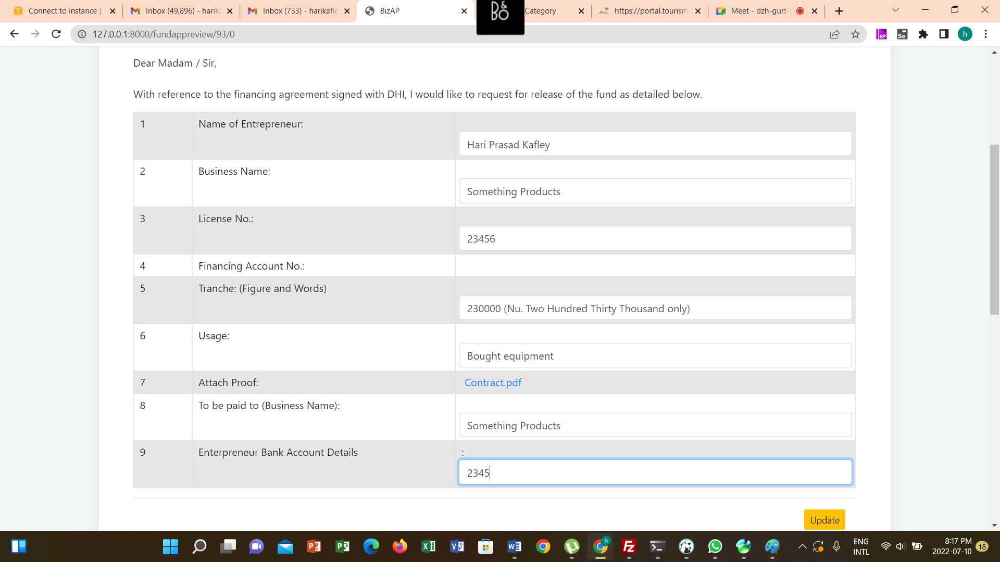 Connect to instance |
Inbox (49,896) - harika
Inbox (733) - harikafle
BizAP
B&O
Category
https://portal.tourism.
Meet - dzh-gurt-y
127.0.0.1:8000/fundappreview/93/0
RP
Se
h
Dear Madam / Sir,
With reference to the financing agreement signed with DHI, I would like to request for release of the fund as detailed below.
1 Name of Entrepreneur:
Hari Prasad Kafley
2 Business Name:
Something Products
3 License No.:
23456
4 Financing Account No.:
5 Tranche: (Figure and Words)
230000 (Nu. Two Hundred Thirty Thousand only)
6 Usage:
Bought equipment
7 Attach Proof: Contract.pdf
8 To be paid to (Business Name):
Something Products
9 Enterpreneur Bank Account Details :
2345
Update
h
ENG
INTL
8:17 PM
2022-07-10
18